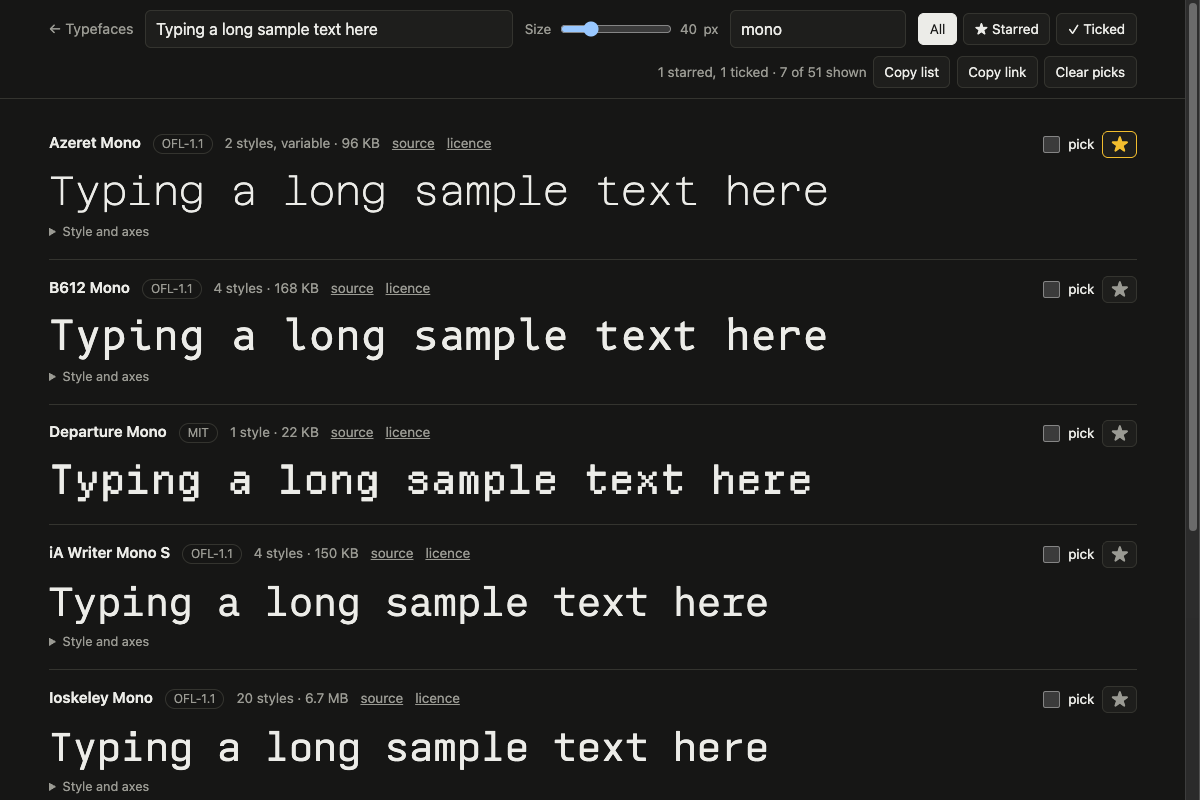 ← Typefaces Typing a long sample text here Size 40 px mono All ★ Starred ✓ Ticked
1 starred, 1 ticked · 7 of 51 shown Copy list Copy link Clear picks
Azeret Mono OFL-1.1 2 styles, variable · 96 KB source licence pick ★
Typing a long sample text here
▶ Style and axes
B612 Mono OFL-1.1 4 styles · 168 KB source licence pick ★
Typing a long sample text here
▶ Style and axes
Departure Mono MIT 1 style · 22 KB source licence pick ★
Typing a long sample text here
iA Writer Mono S OFL-1.1 4 styles · 150 KB source licence pick ★
Typing a long sample text here
▶ Style and axes
Ioskeley Mono OFL-1.1 20 styles · 6.7 MB source licence pick ★
Typing a long sample text here
▶ Style and axes